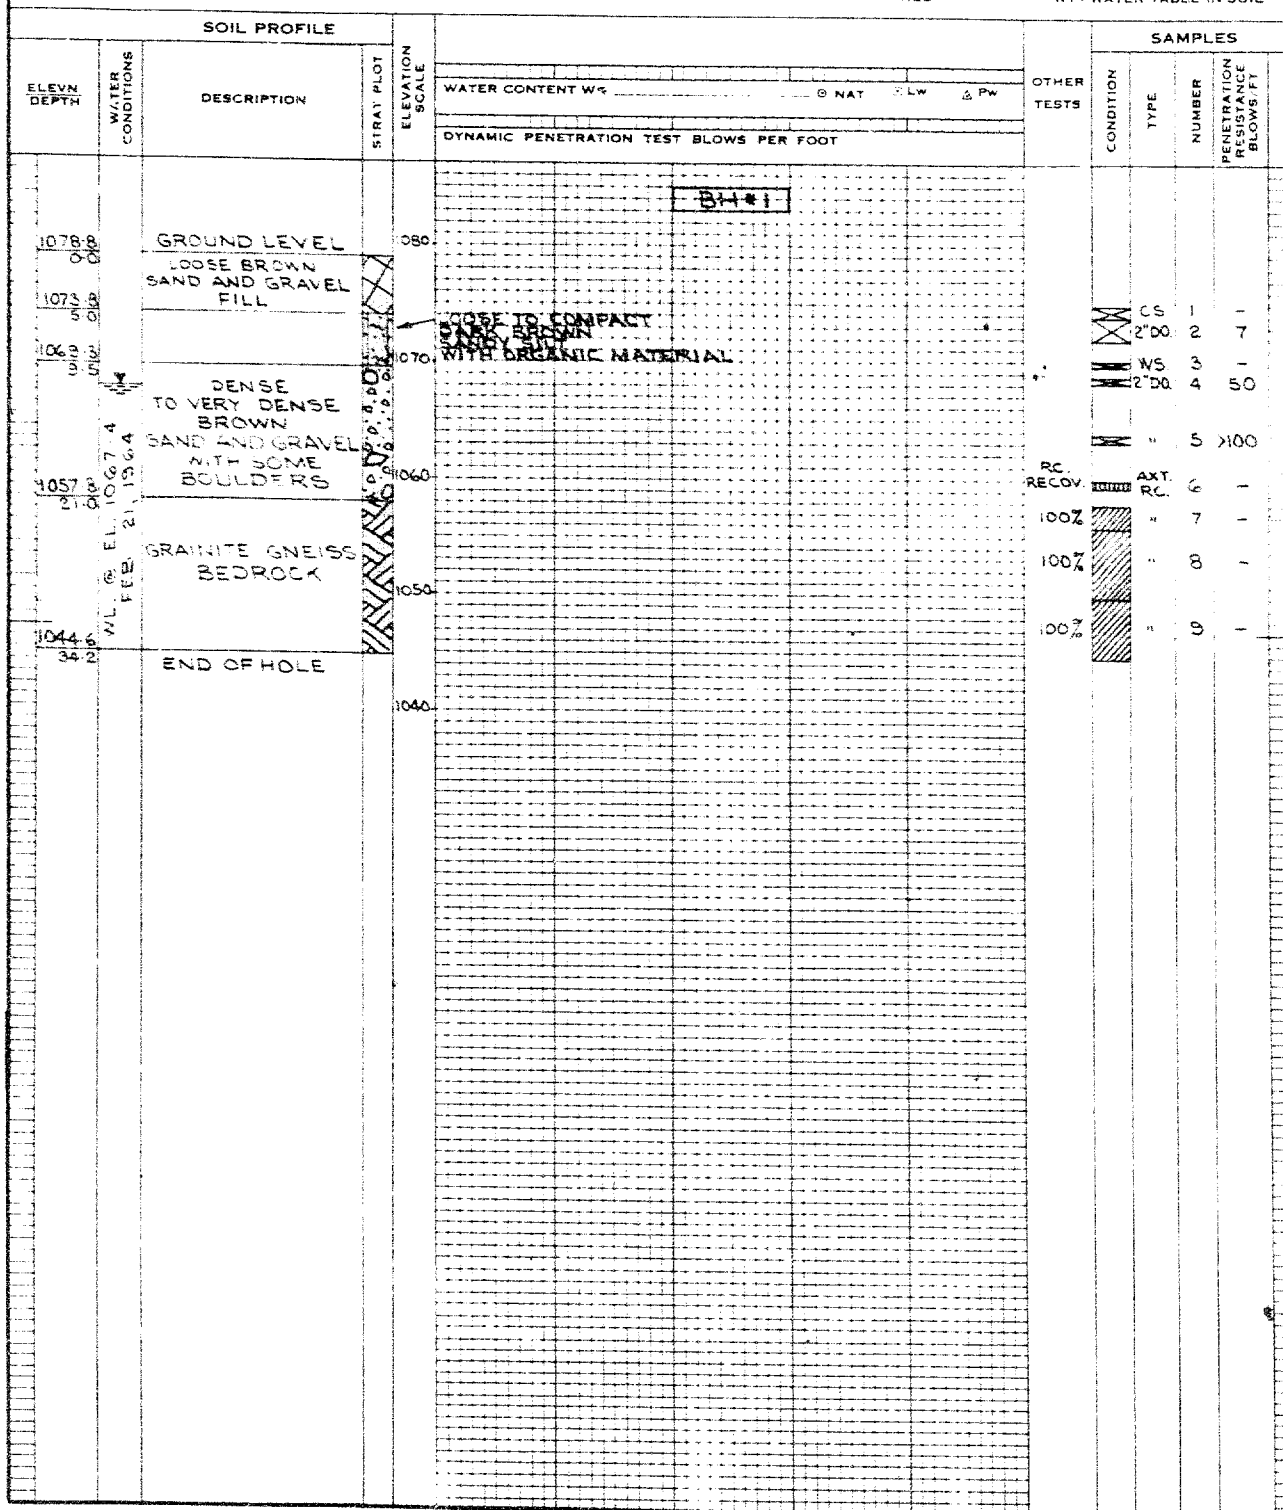 WATER TABLE IN SOIL
SOIL PROFILE
SAMPLES
ELEVN
DEPTH
WATER
CONDITIONS
DESCRIPTION
STRAT PLOT
ELEVATION
SCALE
WATER CONTENT W% ⊙ NAT LW △ PW
DYNAMIC PENETRATION TEST BLOWS PER FOOT
OTHER
TESTS
CONDITION
TYPE
NUMBER
PENETRATION
RESISTANCE
BLOWS/FT
BH#1
1078.8
0.0
GROUND LEVEL
1080
LOOSE BROWN
SAND AND GRAVEL
FILL
1073.8
5.0
LOOSE TO COMPACT
DARK BROWN
SANDY SILT
WITH ORGANIC MATERIAL
CS 1 -
2"DO. 2 7
1069.3
9.5
1070
WS 3 -
2"DO. 4 50
DENSE
TO VERY DENSE
BROWN
SAND AND GRAVEL
WITH SOME
BOULDERS
" 5 >100
1060
1057.8
21.0
RC.
RECOV.
AXT.
RC. 6 -
100% " 7 -
GRAINITE GNEISS
BEDROCK
100% " 8 -
1050
W.L. @ EL. 1067.4
FEB. 21, 1964
1044.6
34.2
100% " 9 -
END OF HOLE
1040